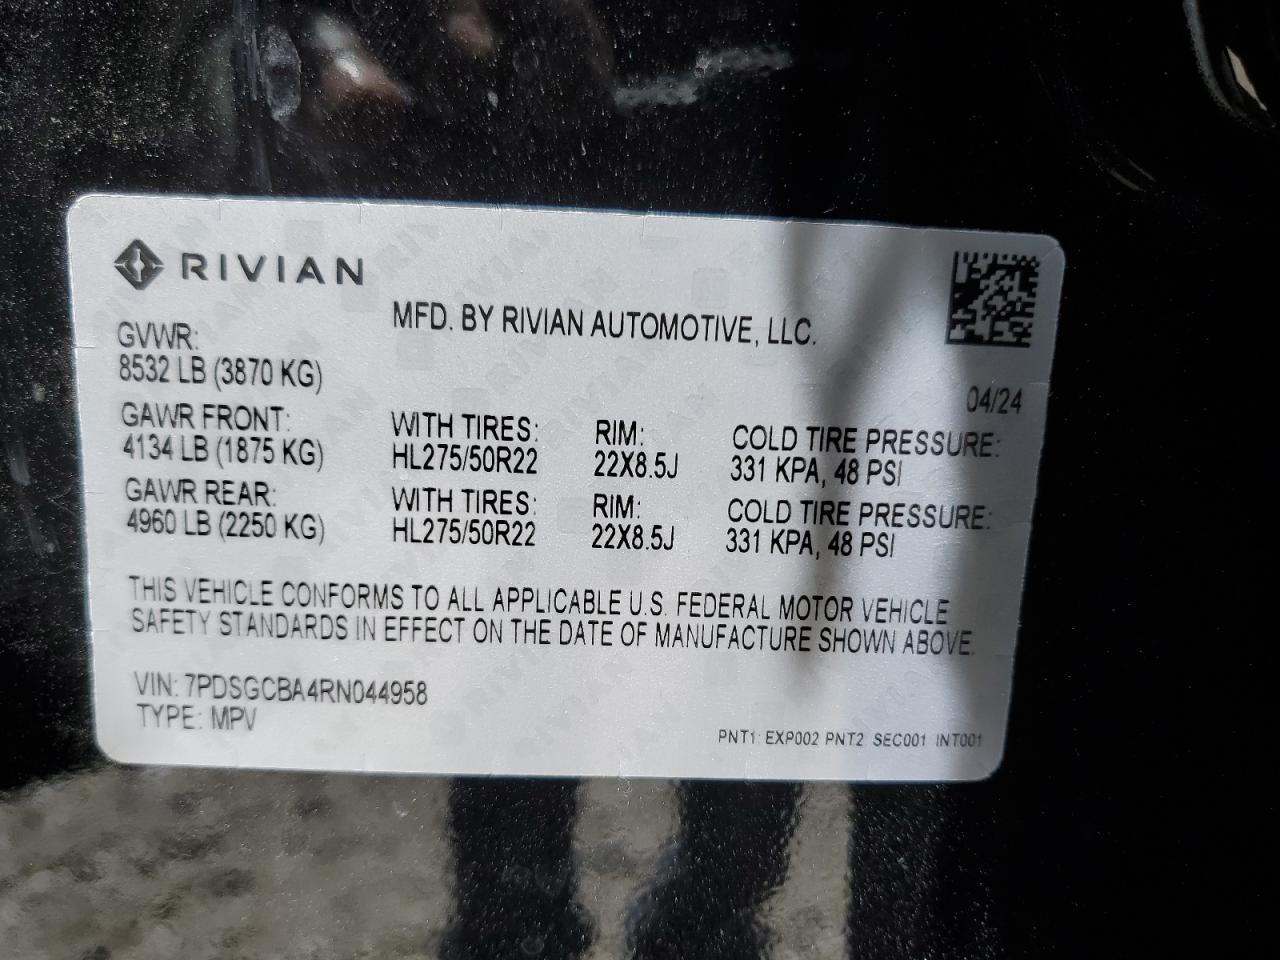 RIVIAN
MFD. BY RIVIAN AUTOMOTIVE, LLC.
GVWR:
8532 LB (3870 KG)
04/24
GAWR FRONT: WITH TIRES: RIM: COLD TIRE PRESSURE:
4134 LB (1875 KG) HL275/50R22 22X8.5J 331 KPA, 48 PSI
GAWR REAR: WITH TIRES: RIM: COLD TIRE PRESSURE:
4960 LB (2250 KG) HL275/50R22 22X8.5J 331 KPA, 48 PSI
THIS VEHICLE CONFORMS TO ALL APPLICABLE U.S. FEDERAL MOTOR VEHICLE
SAFETY STANDARDS IN EFFECT ON THE DATE OF MANUFACTURE SHOWN ABOVE.
VIN: 7PDSGCBA4RN044958
TYPE: MPV
PNT1: EXP002 PNT2 SEC001 INT001